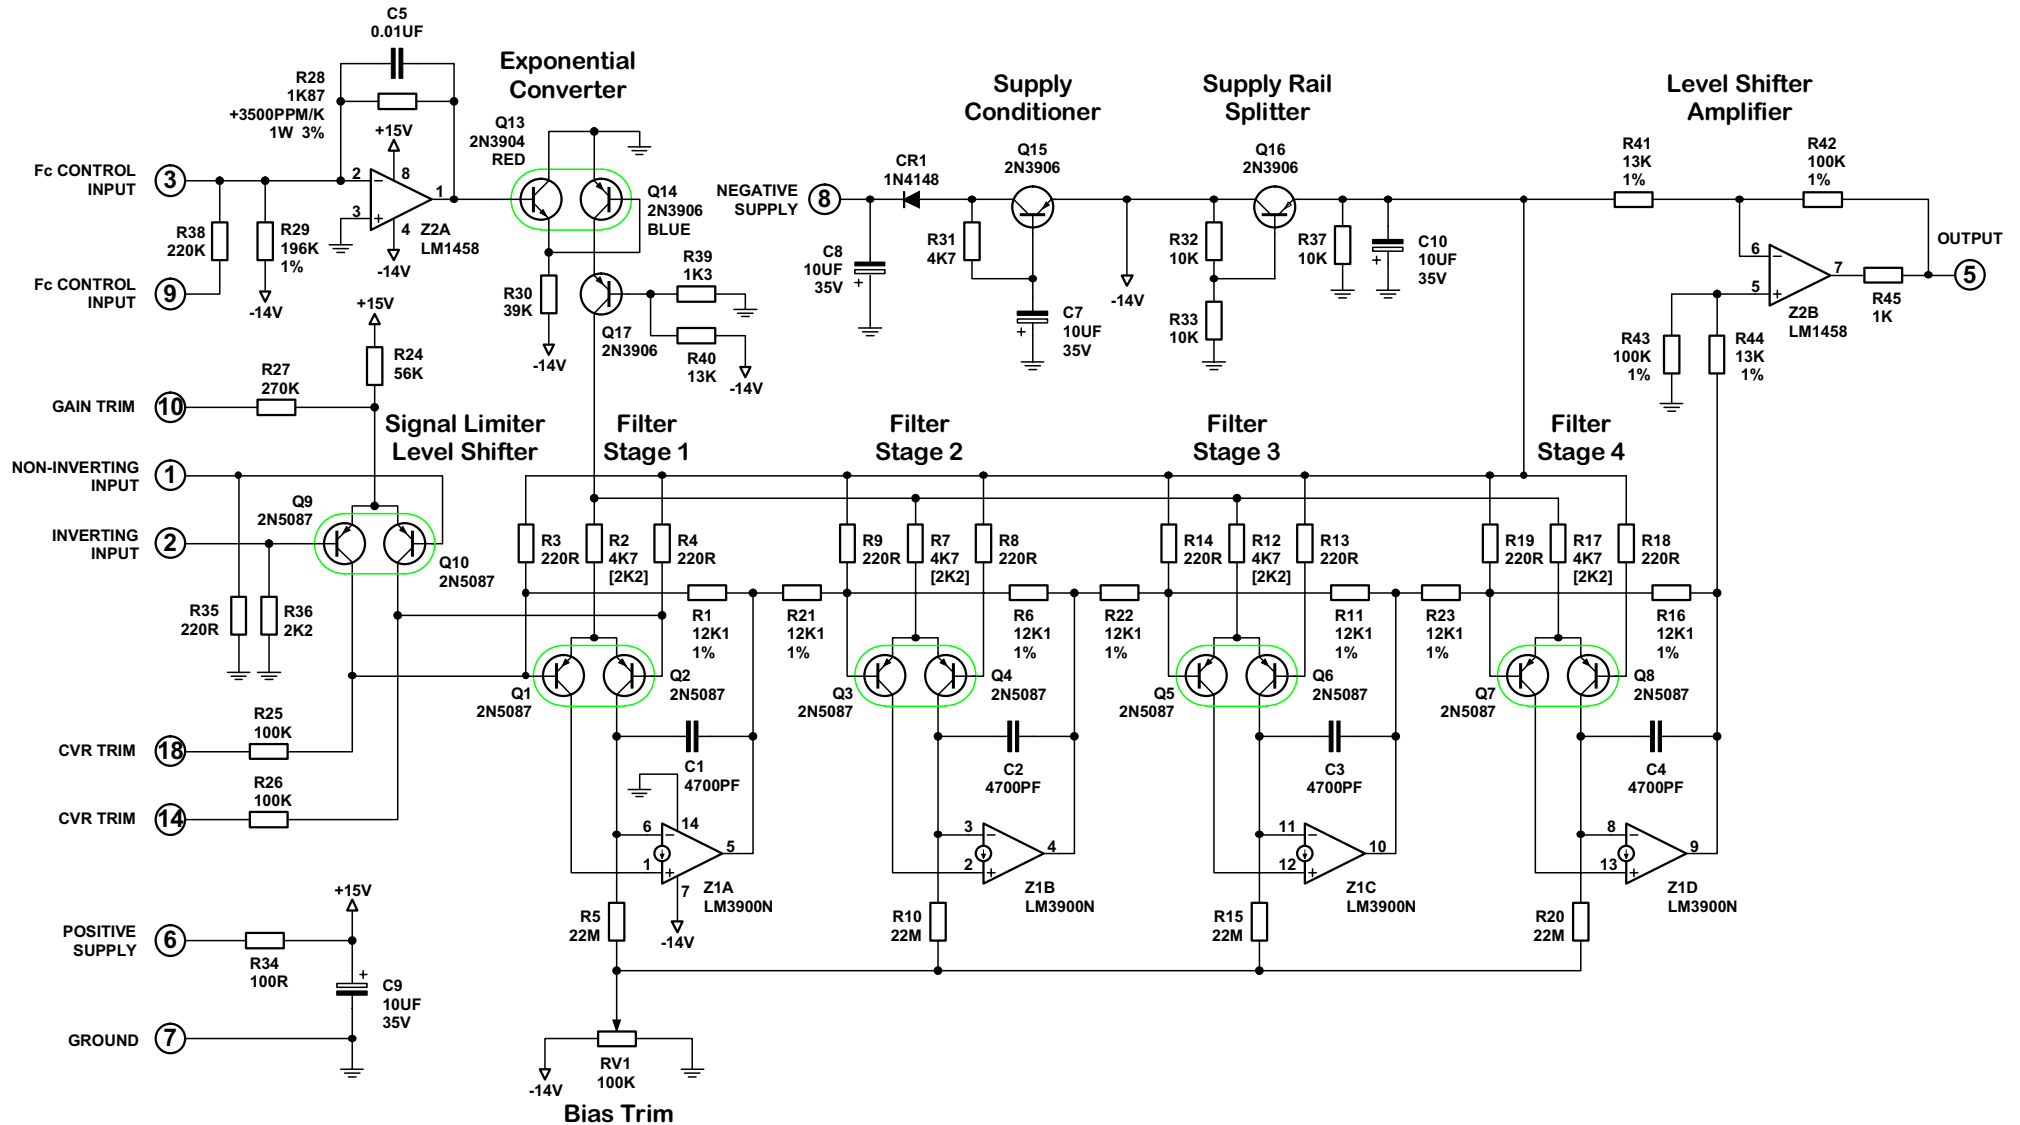 C5
0.01UF
R28
1K87
+3500PPM/K
1W 3%
+15V
Exponential
Converter
Q13
2N3904
RED
Q14
2N3906
BLUE
Fc CONTROL
INPUT
3
2
8
1
3
4
Z2A
LM1458
-14V
R38
220K
R29
196K
1%
-14V
Fc CONTROL
INPUT
9
R30
39K
-14V
Q17
2N3906
R39
1K3
R40
13K
-14V
Supply
Conditioner
NEGATIVE
SUPPLY
8
CR1
1N4148
Q15
2N3906
C8
10UF
35V
+
R31
4K7
C7
10UF
35V
+
-14V
Supply Rail
Splitter
Q16
2N3906
R32
10K
R33
10K
R37
10K
C10
10UF
35V
+
Level Shifter
Amplifier
R41
13K
1%
R42
100K
1%
6
5
7
Z2B
LM1458
R45
1K
OUTPUT
5
R43
100K
1%
R44
13K
1%
+15V
R24
56K
R27
270K
GAIN TRIM
10
Signal Limiter
Level Shifter
NON-INVERTING
INPUT
1
INVERTING
INPUT
2
Q9
2N5087
Q10
2N5087
R35
220R
R36
2K2
CVR TRIM
18
R25
100K
CVR TRIM
14
R26
100K
Filter
Stage 1
R3
220R
R2
4K7
[2K2]
R4
220R
R1
12K1
1%
R21
12K1
1%
Q1
2N5087
Q2
2N5087
C1
4700PF
6
14
1
5
7
Z1A
LM3900N
-14V
R5
22M
Filter
Stage 2
R9
220R
R7
4K7
[2K2]
R8
220R
R6
12K1
1%
R22
12K1
1%
Q3
2N5087
Q4
2N5087
C2
4700PF
3
2
4
Z1B
LM3900N
R10
22M
Filter
Stage 3
R14
220R
R12
4K7
[2K2]
R13
220R
R11
12K1
1%
R23
12K1
1%
Q5
2N5087
Q6
2N5087
C3
4700PF
11
12
10
Z1C
LM3900N
R15
22M
Filter
Stage 4
R19
220R
R17
4K7
[2K2]
R18
220R
R16
12K1
1%
Q7
2N5087
Q8
2N5087
C4
4700PF
8
13
9
Z1D
LM3900N
R20
22M
+15V
POSITIVE
SUPPLY
6
R34
100R
+
C9
10UF
35V
GROUND
7
-14V
RV1
100K
Bias Trim